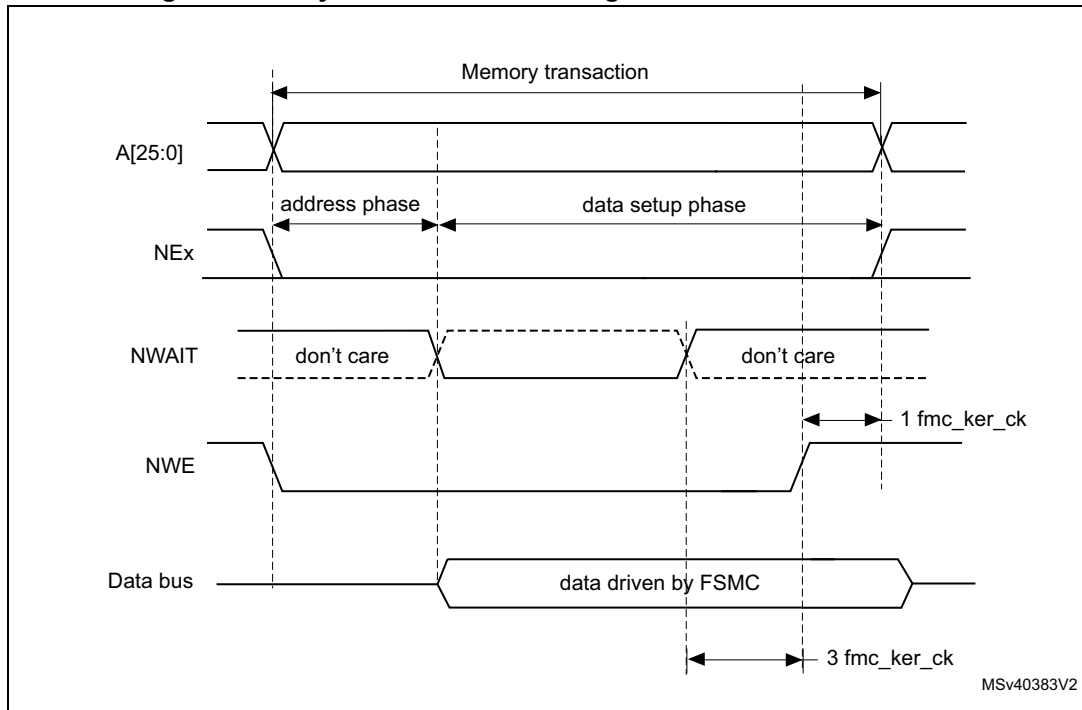 Memory transaction
A[25:0]
address phase
data setup phase
NEx
NWAIT
don't care
don't care
1 fmc_ker_ck
NWE
Data bus
data driven by FSMC
3 fmc_ker_ck
MSv40383V2